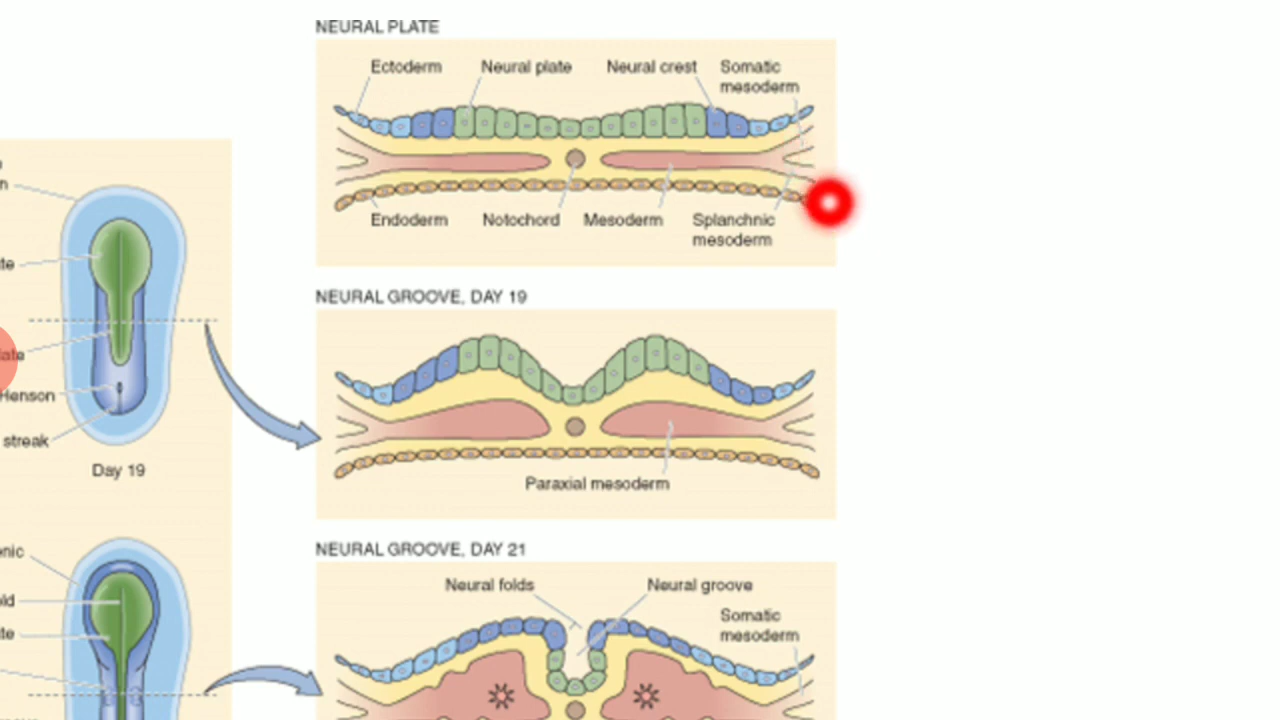 NEURAL PLATE
Ectoderm
Neural plate
Neural crest
Somatic
mesoderm
Endoderm
Notochord
Mesoderm
Splanchnic
mesoderm
Henson
streak
Day 19
NEURAL GROOVE, DAY 19
Paraxial mesoderm
NEURAL GROOVE, DAY 21
Neural folds
Neural groove
Somatic
mesoderm